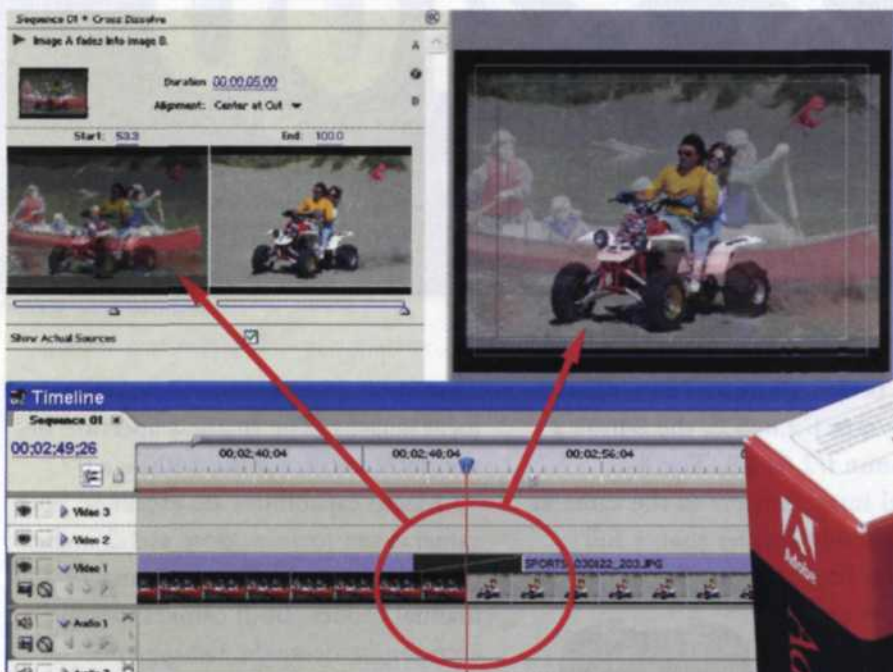 Sequence 01 * Cross Dissolve
Image A fades into image B.
A
Duration 00;00;05;00
Alignment: Center at Cut
B
Start: 53.3 End: 100.0
Show Actual Sources
Timeline
Sequence 01
00;02;49;26
00;02;40;04 00;02;48;04 00;02;56;04
Video 3
Video 2
Video 1
SPORTS-030122_203.JPG
Audio 1
Adobe